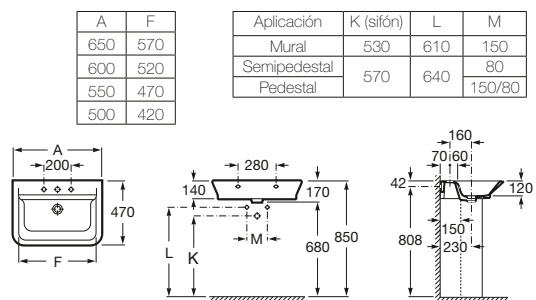 A F
650 570
600 520
550 470
500 420
Aplicación K (sifón) L M
Mural 530 610 150
Semipedestal 570 640 80
Pedestal 150/80
A
200
470
F
280
140 170
M
L K 680 850
160
70 60
42 120
808
150
230